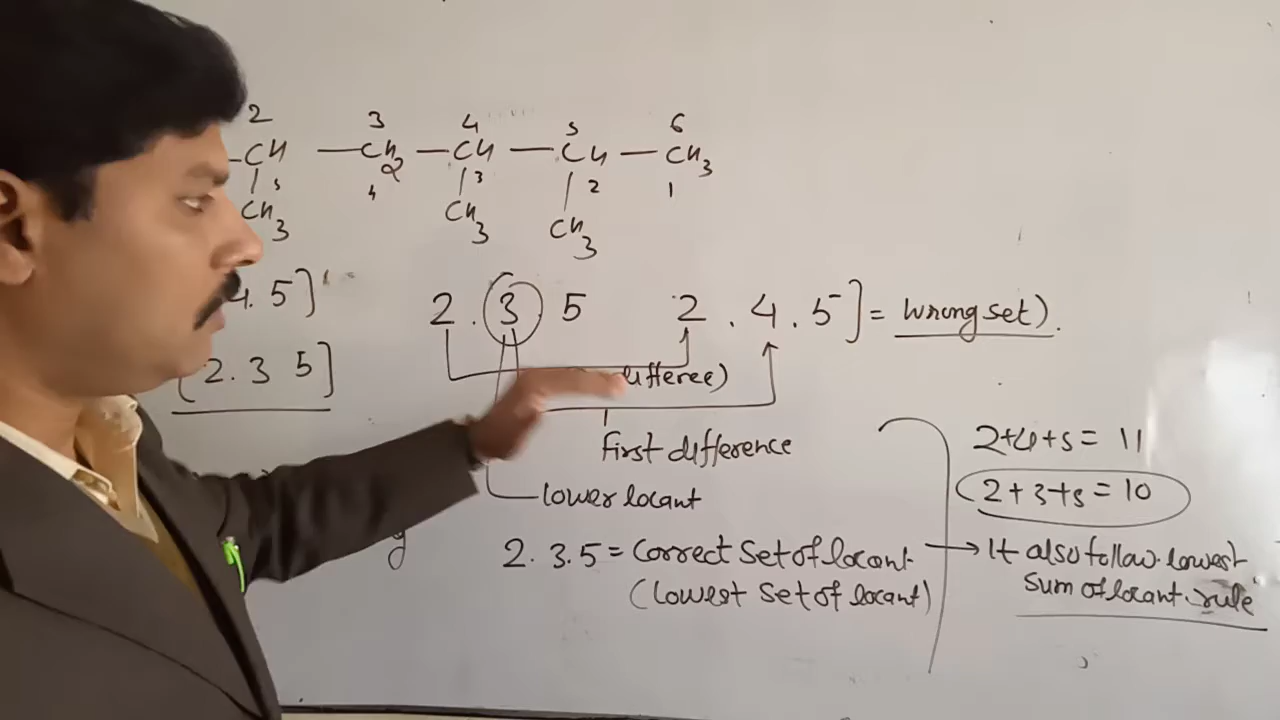 2 3 4 5 6
–CH —CH2 —CH —CH —CH3
5 4 3 2 1
CH3 CH3 CH3
4. 5]
2. 3 5 2. 4. 5] = Wrong set).
[2. 3 5]
differece)
First difference
lower locant
2+4+5= 11
2+3+5=10
2. 3.5 = Correct Set of locant
(lowest Set of locant)
→ It also follow lowest
Sum of locant rule
y